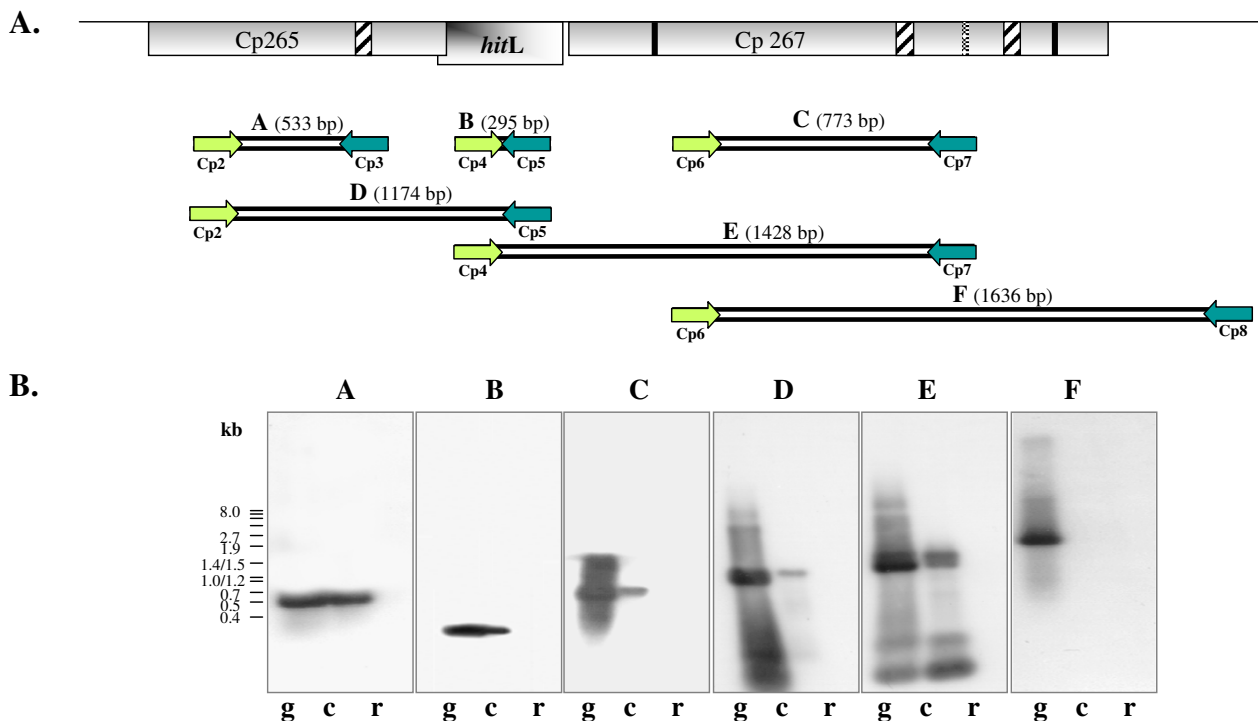 A.
Cp265 hitL Cp 267
A (533 bp) B (295 bp) C (773 bp)
Cp2 Cp3 Cp4 Cp5 Cp6 Cp7
D (1174 bp)
Cp2 Cp5
E (1428 bp)
Cp4 Cp7
F (1636 bp)
Cp6 Cp8
B.
A B C D E F
kb
8.0
2.7
1.9
1.4/1.5
1.0/1.2
0.7
0.5
0.4
g c r g c r g c r g c r g c r g c r